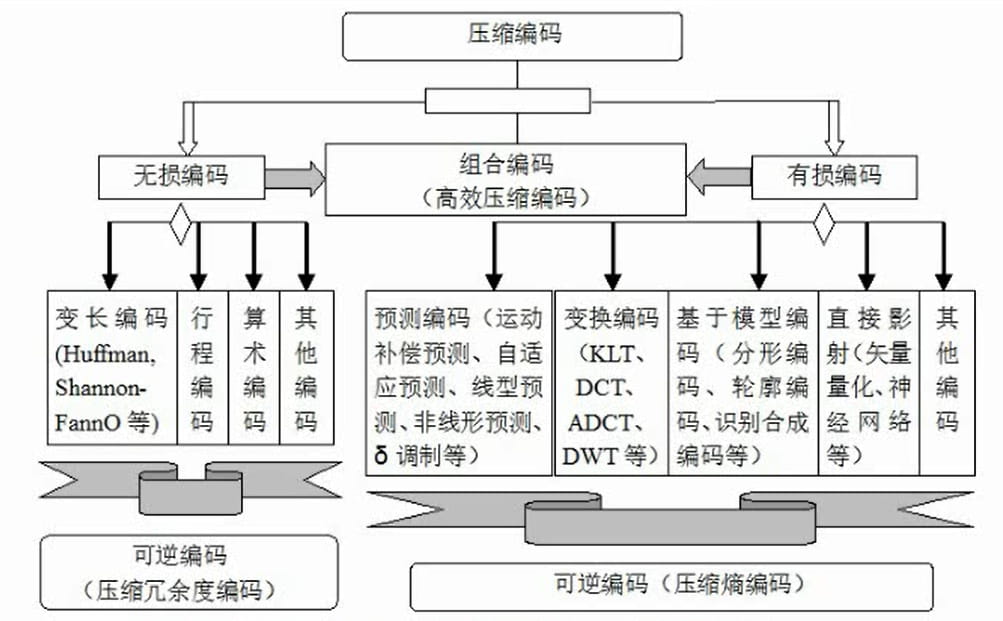 压缩编码
无损编码
组合编码
（高效压缩编码）
有损编码
变长编码
(Huffman,
Shannon-
FannO 等)
行
程
编
码
算
术
编
码
其
他
编
码
预测编码（运动
补偿预测、自适
应预测、线型预
测、非线形预测、
δ 调制等）
变换编码
（KLT、
DCT、
ADCT、
DWT 等）
基于模型编
码（分形编
码、轮廓编
码、识别合成
编码等）
直接影
射（矢量
量化、神
经网络
等）
其
他
编
码
可逆编码
（压缩冗余度编码）
可逆编码（压缩熵编码）